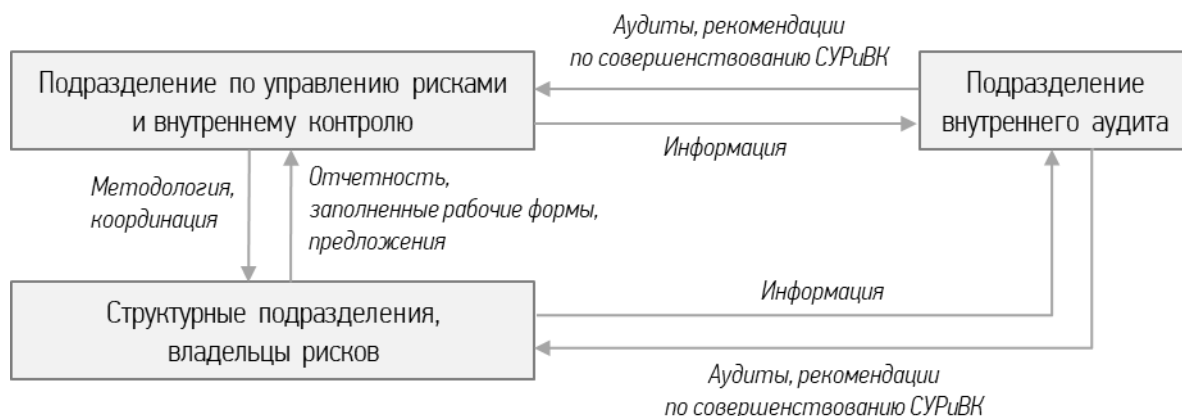 Аудиты, рекомендации
по совершенствованию СУРиВК
Подразделение по управлению рисками
и внутреннему контролю
Подразделение
внутреннего аудита
Информация
Методология,
координация
Отчетность,
заполненные рабочие формы,
предложения
Информация
Структурные подразделения,
владельцы рисков
Аудиты, рекомендации
по совершенствованию СУРиВК